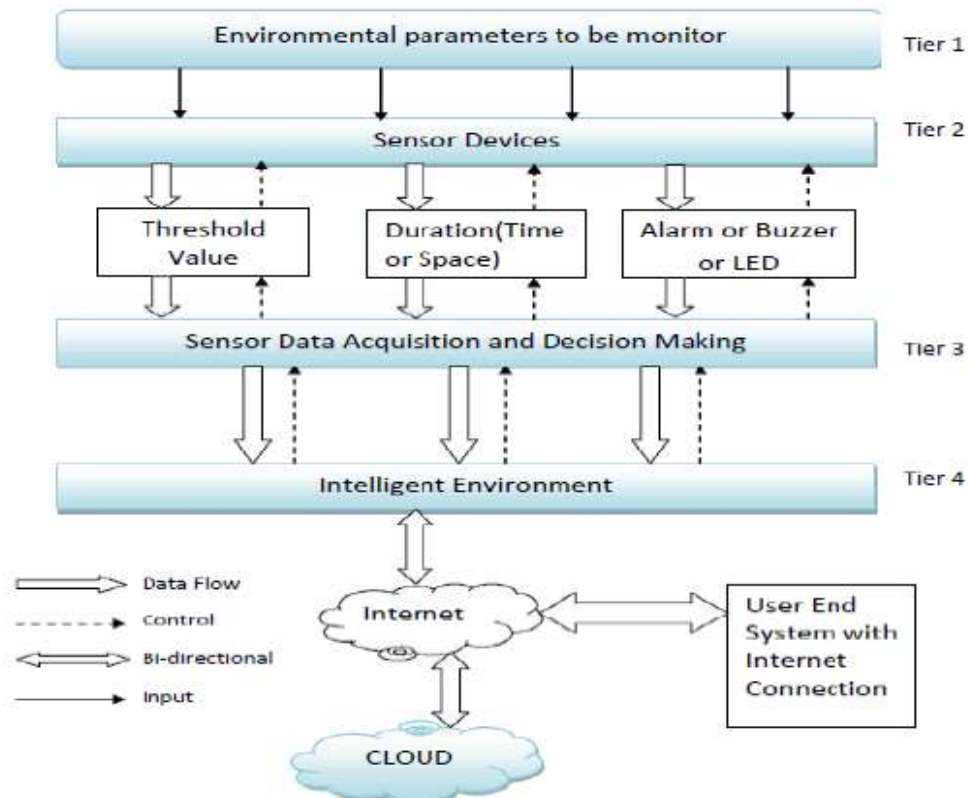 Environmental parameters to be monitor
Tier 1
Sensor Devices
Tier 2
Threshold
Value
Duration(Time
or Space)
Alarm or Buzzer
or LED
Sensor Data Acquisition and Decision Making
Tier 3
Intelligent Environment
Tier 4
Data Flow
Control
Bi-directional
Input
Internet
User End
System with
Internet
Connection
CLOUD